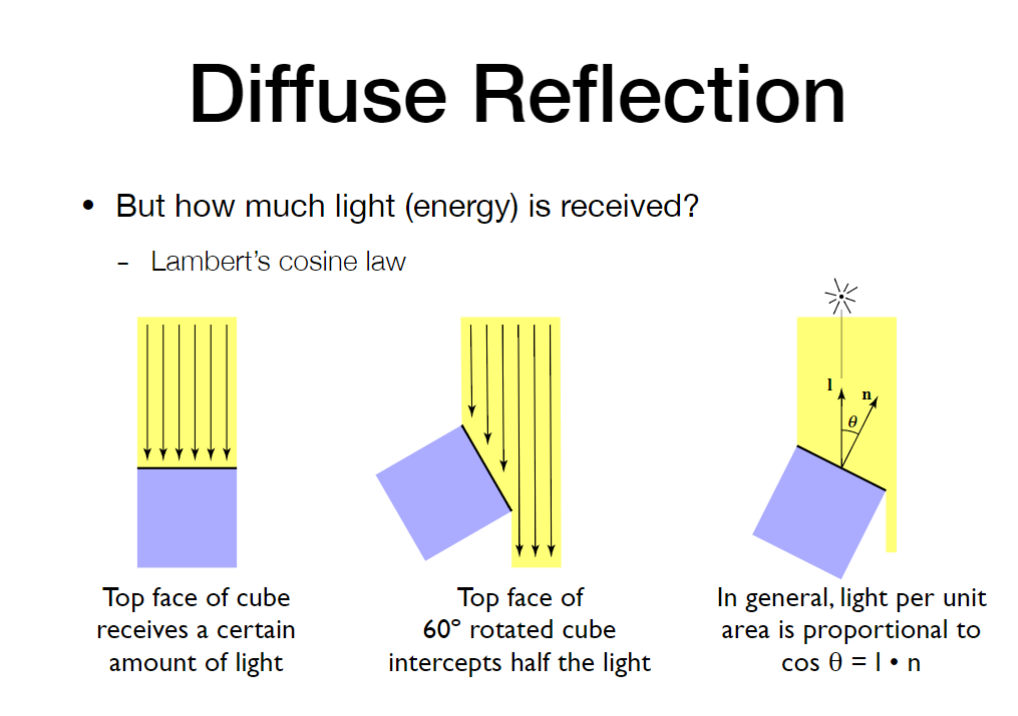 Diffuse Reflection
• But how much light (energy) is received?
– Lambert's cosine law
l
n
θ
Top face of cube
receives a certain
amount of light
Top face of
60º rotated cube
intercepts half the light
In general, light per unit
area is proportional to
cos θ = l • n